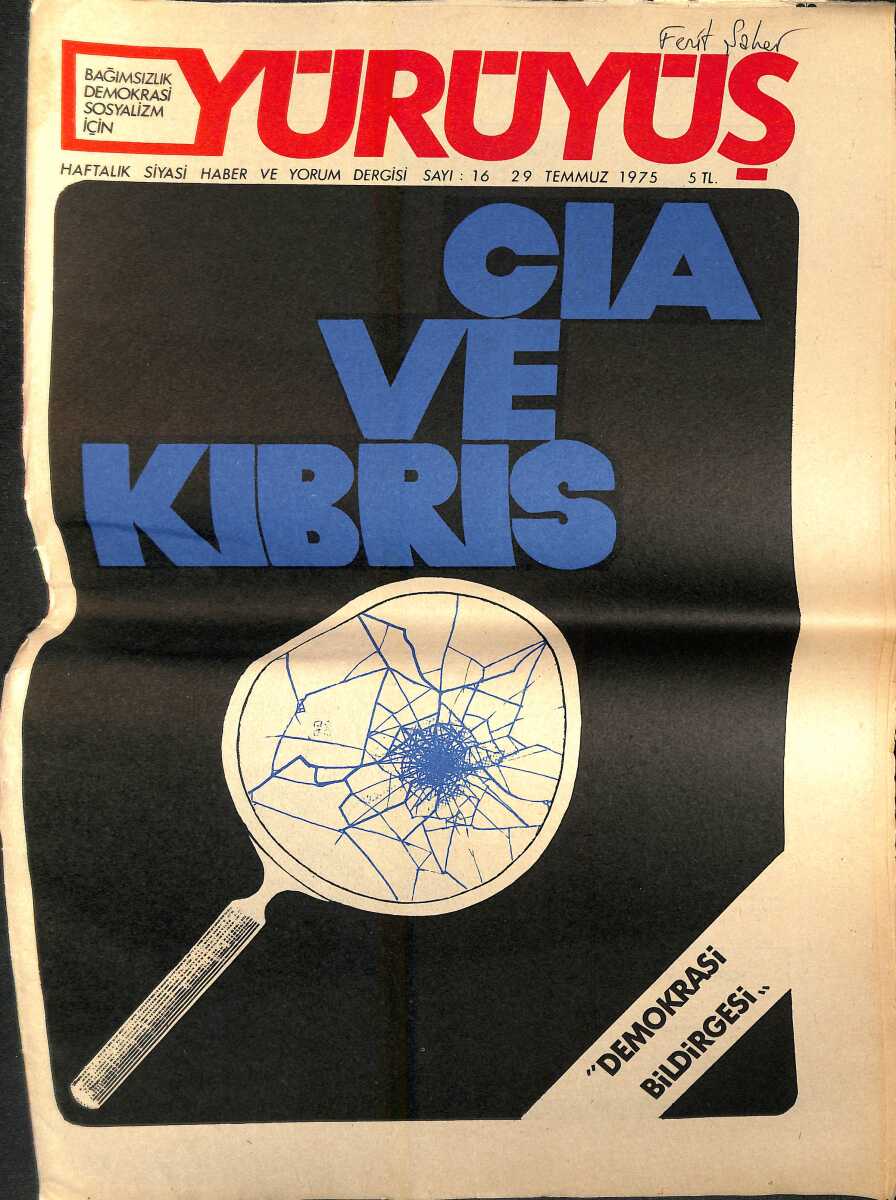 Ferit Şaher
BAĞIMSIZLIK
DEMOKRASİ
SOSYALİZM
İÇİN
YÜRÜYÜŞ
HAFTALIK SİYASİ HABER VE YORUM DERGİSİ SAYI : 16 29 TEMMUZ 1975 5 TL.
CIA
VE
KIBRIS
"DEMOKRASİ
BİLDİRGESİ"